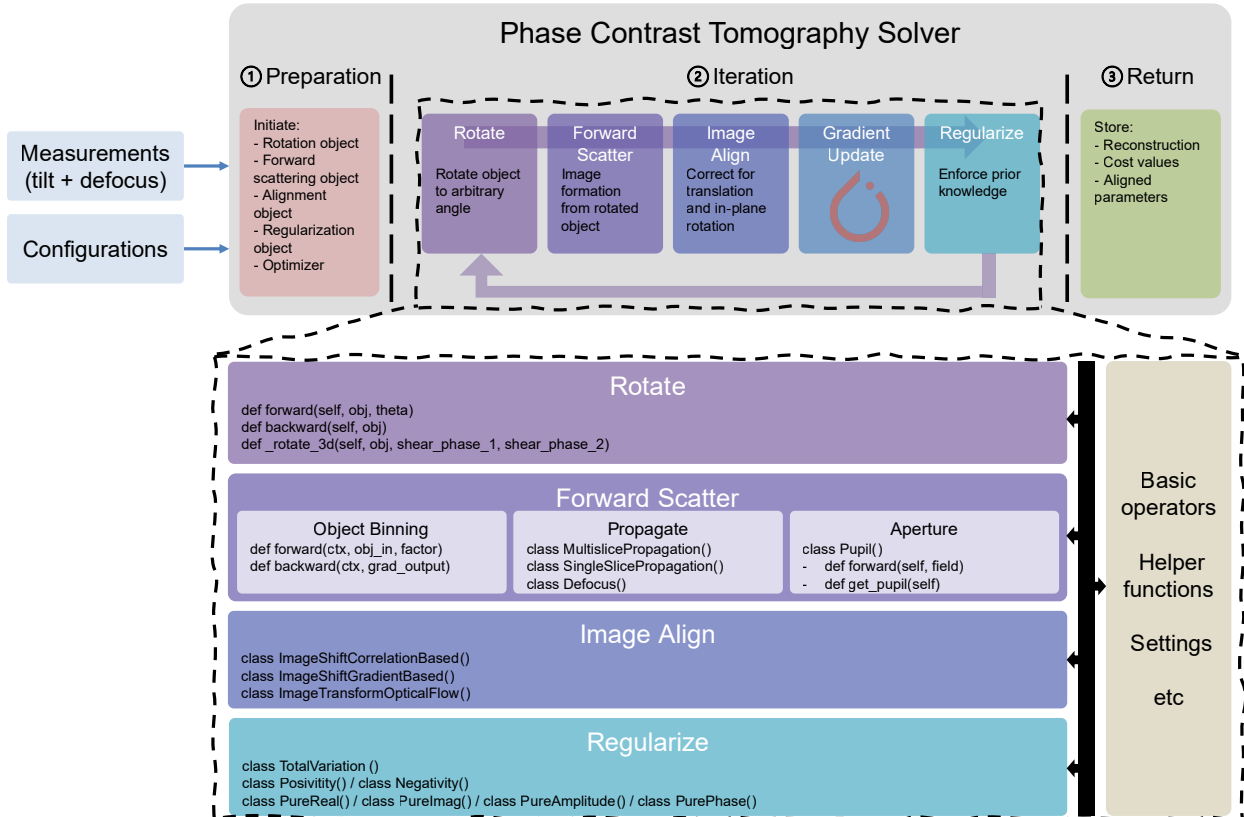 Phase Contrast Tomography Solver
① Preparation
② Iteration
③ Return
Measurements
(tilt + defocus)
Configurations
Initiate:
- Rotation object
- Forward
scattering object
- Alignment
object
- Regularization
object
- Optimizer
Rotate
Rotate object
to arbitrary
angle
Forward
Scatter
Image
formation
from rotated
object
Image
Align
Correct for
translation
and in-plane
rotation
Gradient
Update
Regularize
Enforce prior
knowledge
Store:
- Reconstruction
- Cost values
- Aligned
parameters
Rotate
def forward(self, obj, theta)
def backward(self, obj)
def _rotate_3d(self, obj, shear_phase_1, shear_phase_2)
Forward Scatter
Object Binning
def forward(ctx, obj_in, factor)
def backward(ctx, grad_output)
Propagate
class MultislicePropagation()
class SingleSlicePropagation()
class Defocus()
Aperture
class Pupil()
- def forward(self, field)
- def get_pupil(self)
Image Align
class ImageShiftCorrelationBased()
class ImageShiftGradientBased()
class ImageTransformOpticalFlow()
Regularize
class TotalVariation ()
class Posivitity() / class Negativity()
class PureReal() / class PureImag() / class PureAmplitude() / class PurePhase()
Basic
operators
Helper
functions
Settings
etc